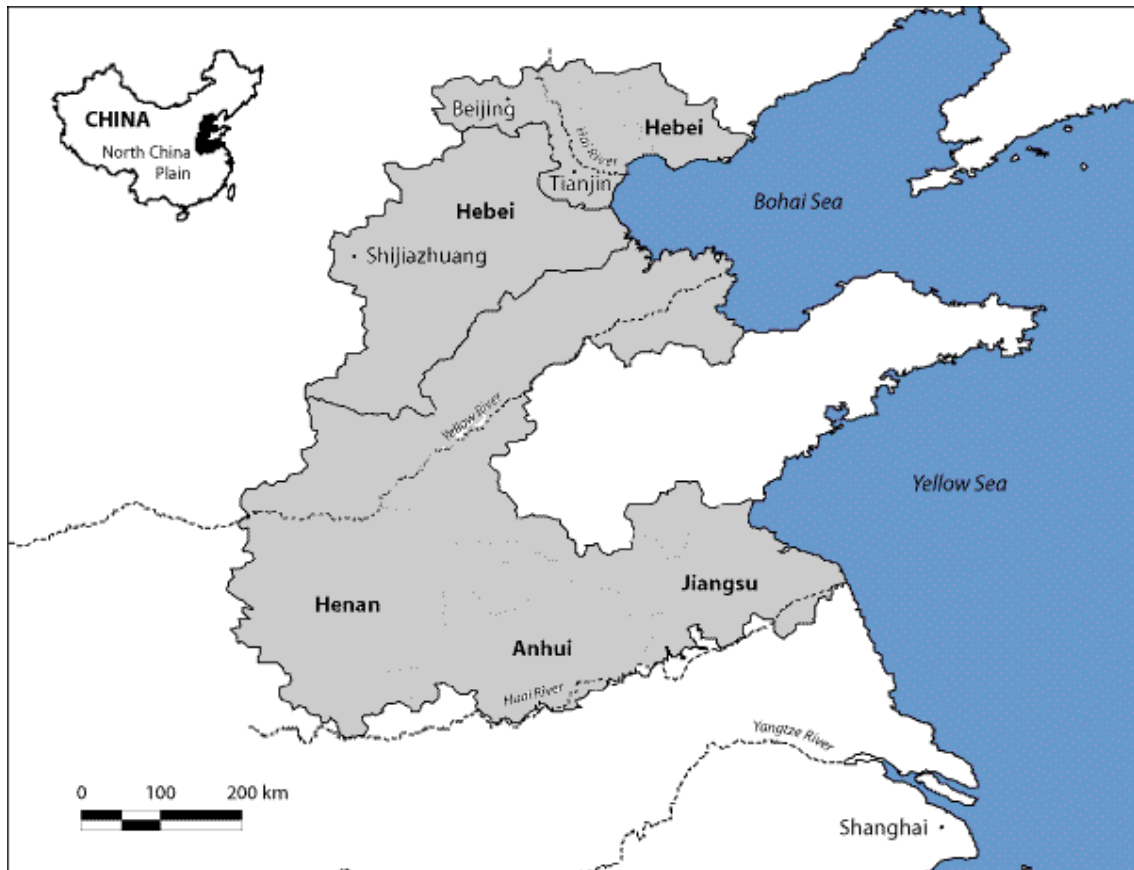 CHINA
North China
Plain
Beijing
Hebei
Hai River
Tianjin
Bohai Sea
Hebei
Shijiazhuang
Yellow River
Yellow Sea
Henan
Jiangsu
Anhui
Huai River
Yangtze River
0 100 200 km
Shanghai